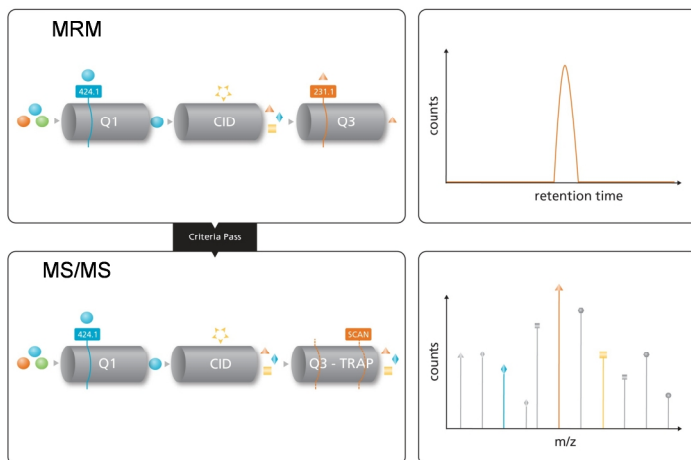 MRM
424.1
231.1
Q1
CID
Q3
counts
retention time
Criteria Pass
MS/MS
424.1
SCAN
Q1
CID
Q3 - TRAP
counts
m/z